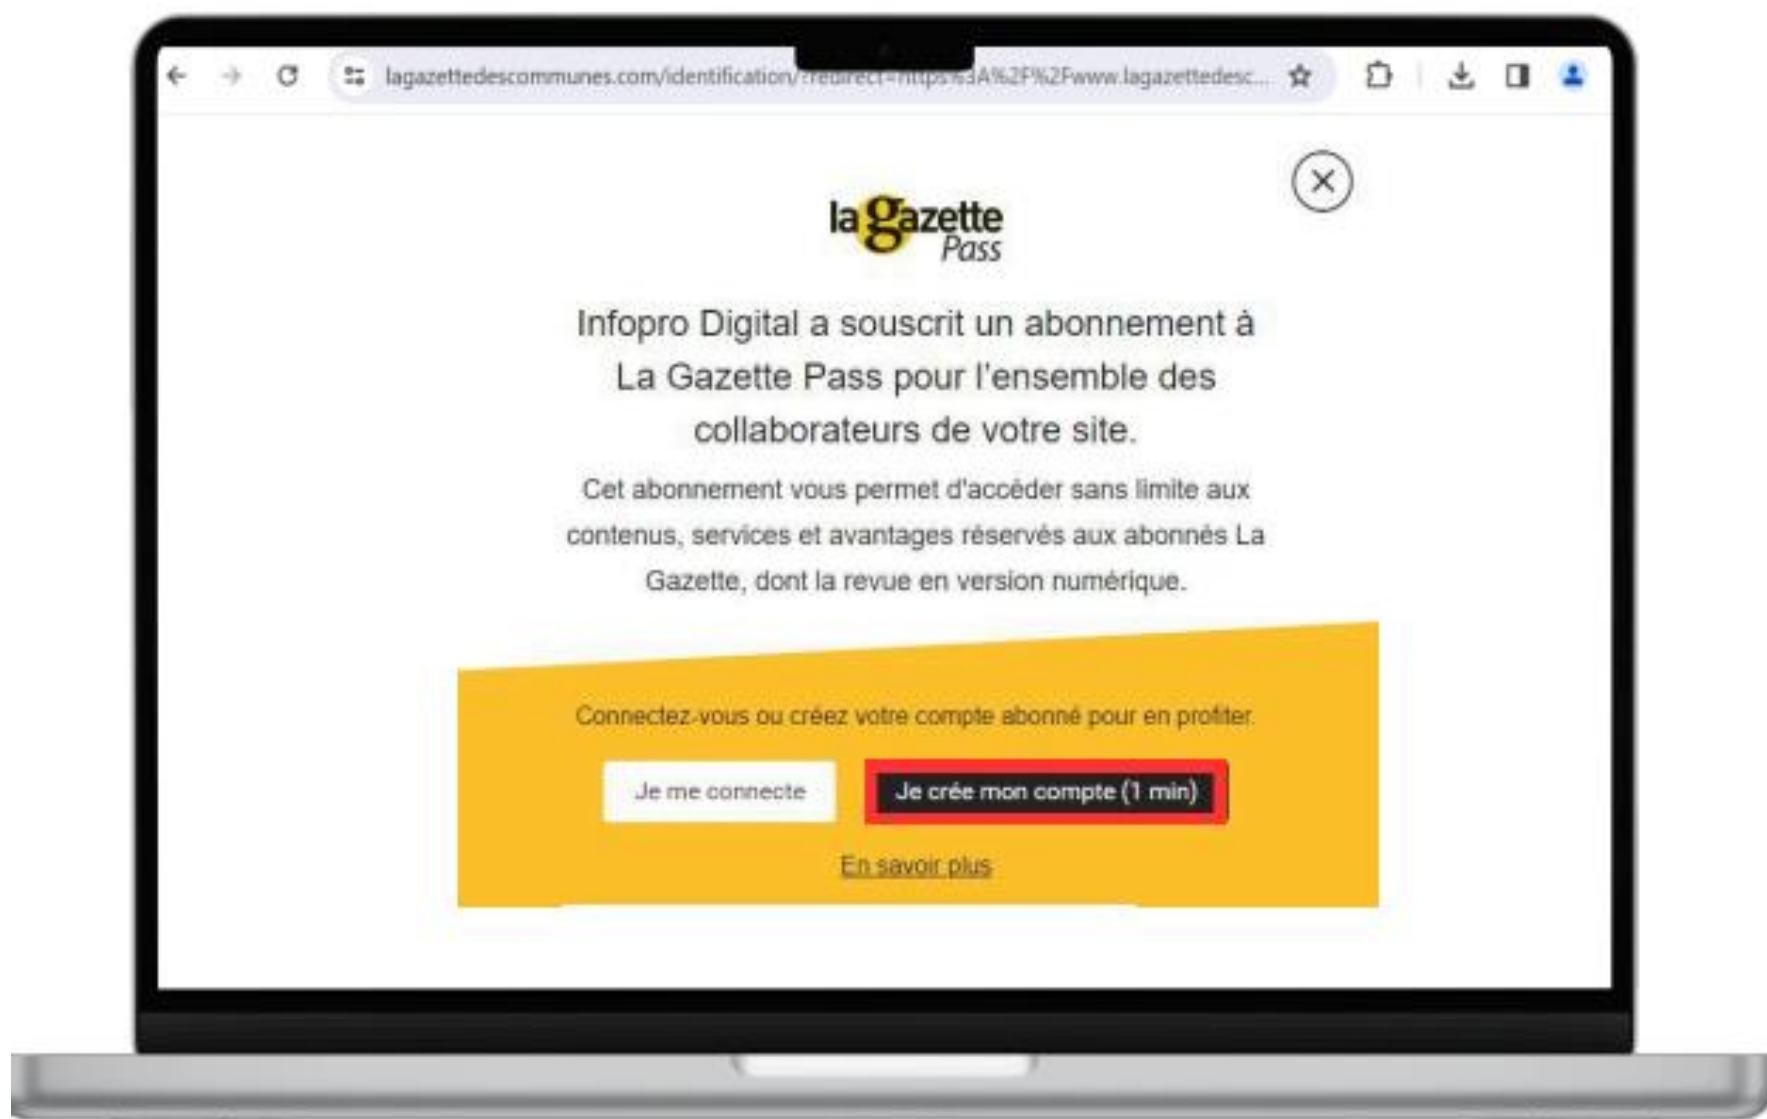 lagazettedescommunes.com/identification/?redirect=https%3A%2F%2Fwww.lagazettedesc...
la gazette
Pass
Infopro Digital a souscrit un abonnement à
La Gazette Pass pour l'ensemble des
collaborateurs de votre site.
Cet abonnement vous permet d'accéder sans limite aux
contenus, services et avantages réservés aux abonnés La
Gazette, dont la revue en version numérique.
Connectez-vous ou créez votre compte abonné pour en profiter.
Je me connecte
Je crée mon compte (1 min)
En savoir plus